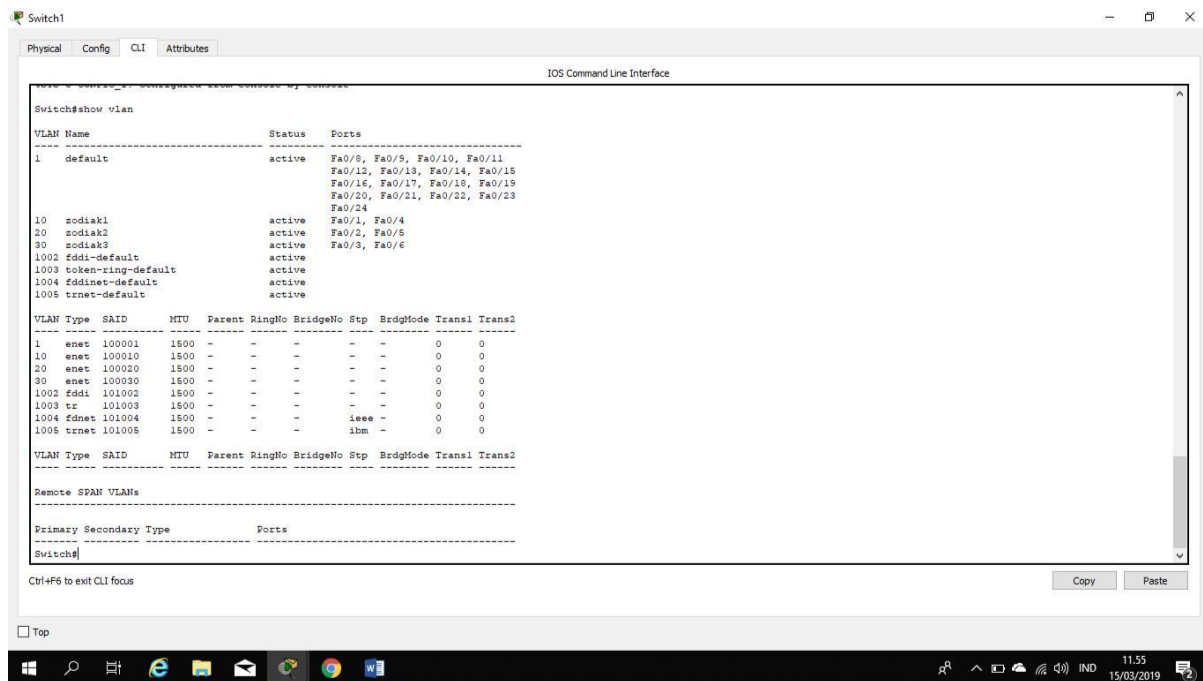 Switch1
Physical Config CLI Attributes
IOS Command Line Interface
Switch#show vlan
VLAN Name Status Ports
---- -------------------------------- --------- -------------------------------
1 default active Fa0/8, Fa0/9, Fa0/10, Fa0/11
Fa0/12, Fa0/13, Fa0/14, Fa0/15
Fa0/16, Fa0/17, Fa0/18, Fa0/19
Fa0/20, Fa0/21, Fa0/22, Fa0/23
Fa0/24
10 zodiak1 active Fa0/1, Fa0/4
20 zodiak2 active Fa0/2, Fa0/5
30 zodiak3 active Fa0/3, Fa0/6
1002 fddi-default active
1003 token-ring-default active
1004 fddinet-default active
1005 trnet-default active
VLAN Type SAID MTU Parent RingNo BridgeNo Stp BrdgMode Trans1 Trans2
---- ----- ---------- ----- ------ ------ -------- ---- -------- ------ ------
1 enet 100001 1500 - - - - - 0 0
10 enet 100010 1500 - - - - - 0 0
20 enet 100020 1500 - - - - - 0 0
30 enet 100030 1500 - - - - - 0 0
1002 fddi 101002 1500 - - - - - 0 0
1003 tr 101003 1500 - - - - - 0 0
1004 fdnet 101004 1500 - - - ieee - 0 0
1005 trnet 101005 1500 - - - ibm - 0 0
VLAN Type SAID MTU Parent RingNo BridgeNo Stp BrdgMode Trans1 Trans2
---- ----- ---------- ----- ------ ------ -------- ---- -------- ------ ------
Remote SPAN VLANs
------------------------------------------------------------------------------
Primary Secondary Type Ports
------- --------- ----------------- ------------------------------------------
Switch#
Ctrl+F6 to exit CLI focus
Copy Paste
Top
IND
11.55
15/03/2019
2